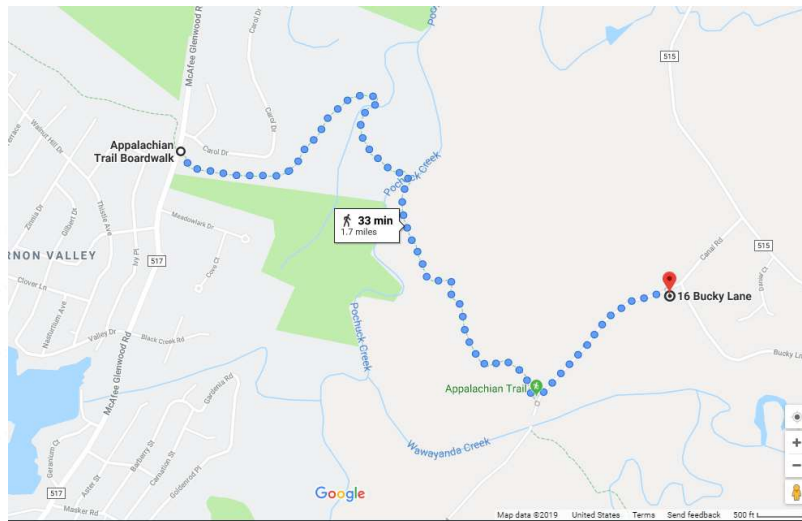 Poc
McAfee Glenwood Rd
Carol Dr
515
Terrace
Walnut Hill Dr
Carol Dr
Appalachian
Trail Boardwalk
Pochuck Creek
Zinnia Dr
Gilbert Dr
Thistle Ave
Meadowlark Dr
33 min
1.7 miles
RNON VALLEY
517
Ivy Pl
Cove Ct
Canal Rd
515
Clover Ln
16 Bucky Lane
Nasturtium Ave
Valley Dr
Black Creek Rd
Pochuck Creek
Bucky Ln
McAfee Glenwood Rd
Gardenia Rd
Appalachian Trail
Geranium Ct
Barberry St
Carnation St
Goldenrod Pl
Aster St
Wawayanda Creek
517
Masker Rd
Google
Map data ©2019 United States Terms Send feedback 500 ft